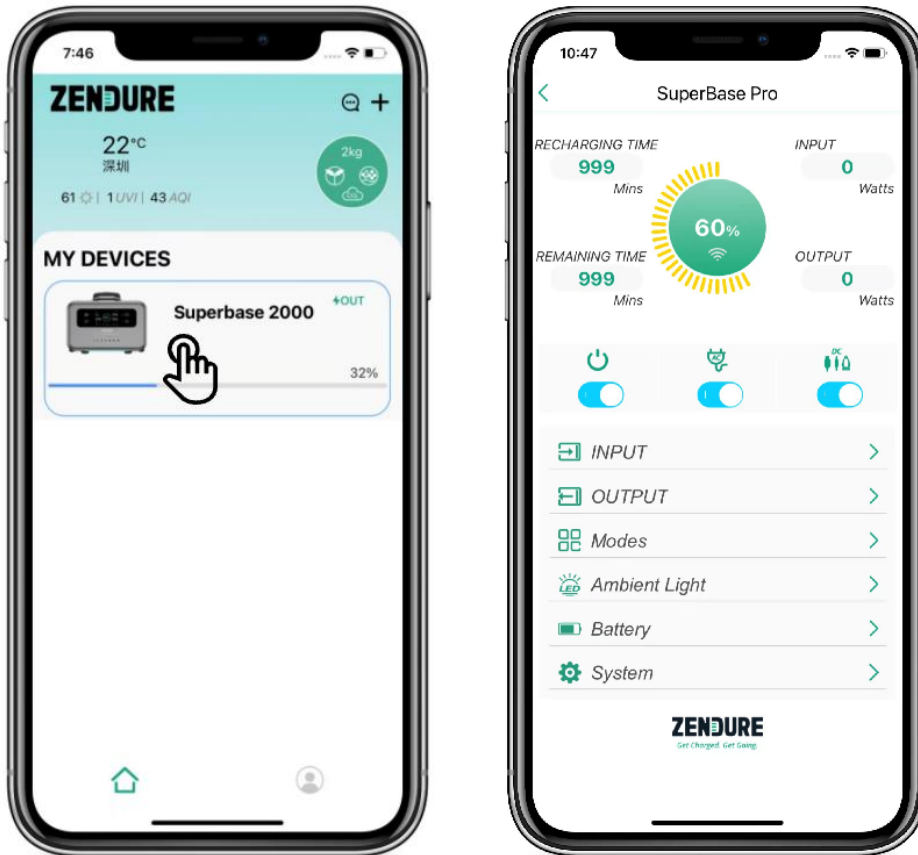 7:46
ZENDURE
22°C
深圳
2kg
61 | 1 UVI | 43 AQI
MY DEVICES
Superbase 2000
OUT
32%
10:47
SuperBase Pro
RECHARGING TIME
999
Mins
INPUT
0
Watts
60%
REMAINING TIME
999
Mins
OUTPUT
0
Watts
AC
DC
INPUT
OUTPUT
Modes
LED Ambient Light
Battery
System
ZENDURE
Get Charged. Get Going.